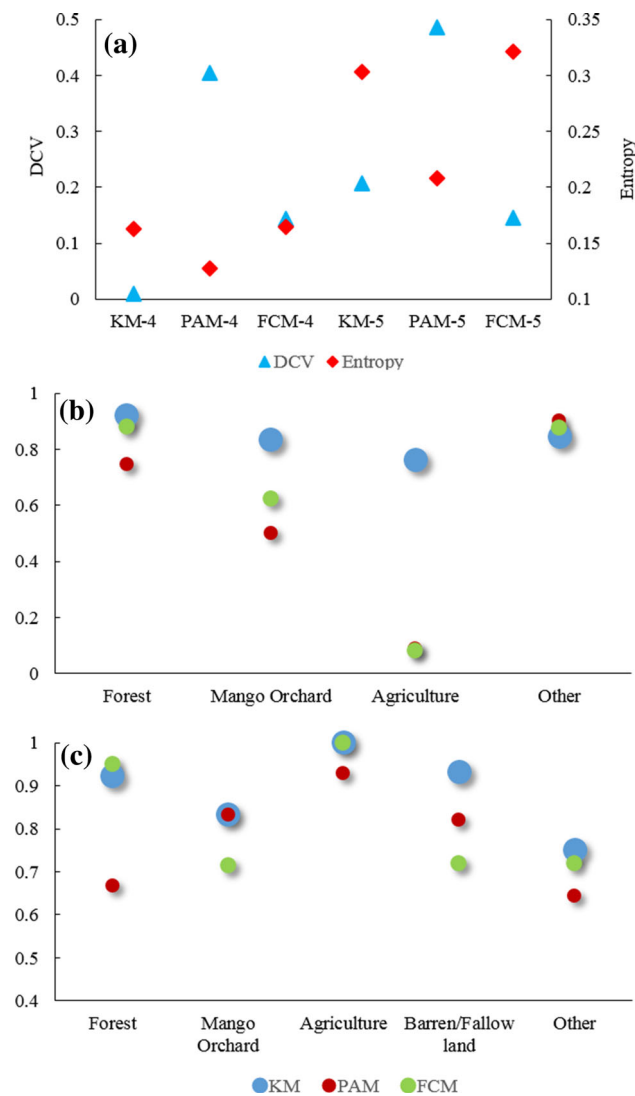 (a)
0.5
0.4
0.3
0.2
0.1
0
DCV
0.35
0.3
0.25
0.2
0.15
0.1
Entropy
KM-4 PAM-4 FCM-4 KM-5 PAM-5 FCM-5
DCV Entropy
(b)
1
0.8
0.6
0.4
0.2
0
Forest Mango Orchard Agriculture Other
(c)
1
0.9
0.8
0.7
0.6
0.5
0.4
Forest Mango Agriculture Barren/Fallow Other
Orchard land
KM PAM FCM